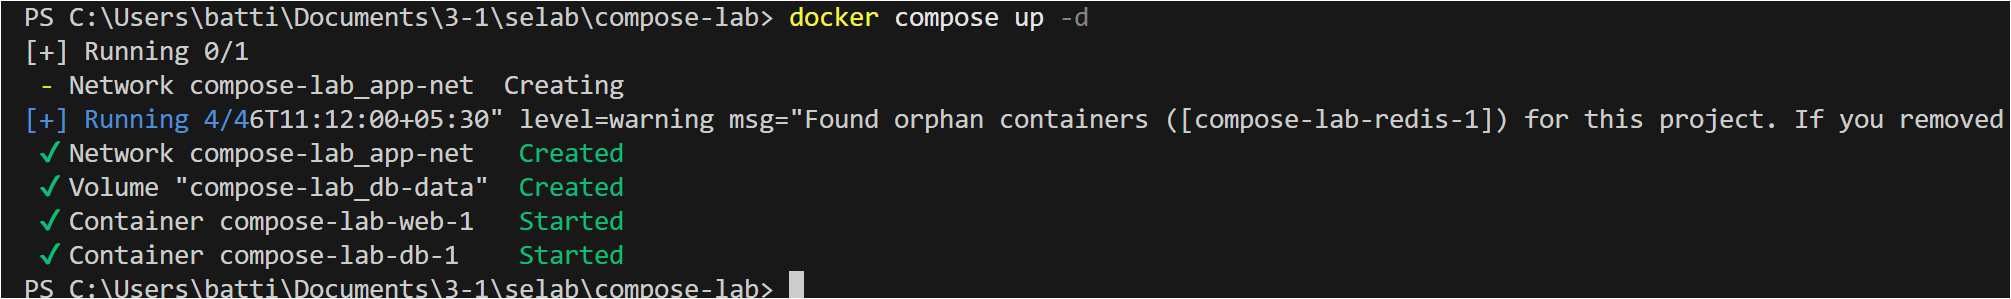 PS C:\Users\batti\Documents\3-1\selab\compose-lab> docker compose up -d
[+] Running 0/1
 - Network compose-lab_app-net  Creating
[+] Running 4/46T11:12:00+05:30" level=warning msg="Found orphan containers ([compose-lab-redis-1]) for this project. If you removed
 ✔ Network compose-lab_app-net   Created
 ✔ Volume "compose-lab_db-data"  Created
 ✔ Container compose-lab-web-1   Started
 ✔ Container compose-lab-db-1    Started
PS C:\Users\batti\Documents\3-1\selab\compose-lab>